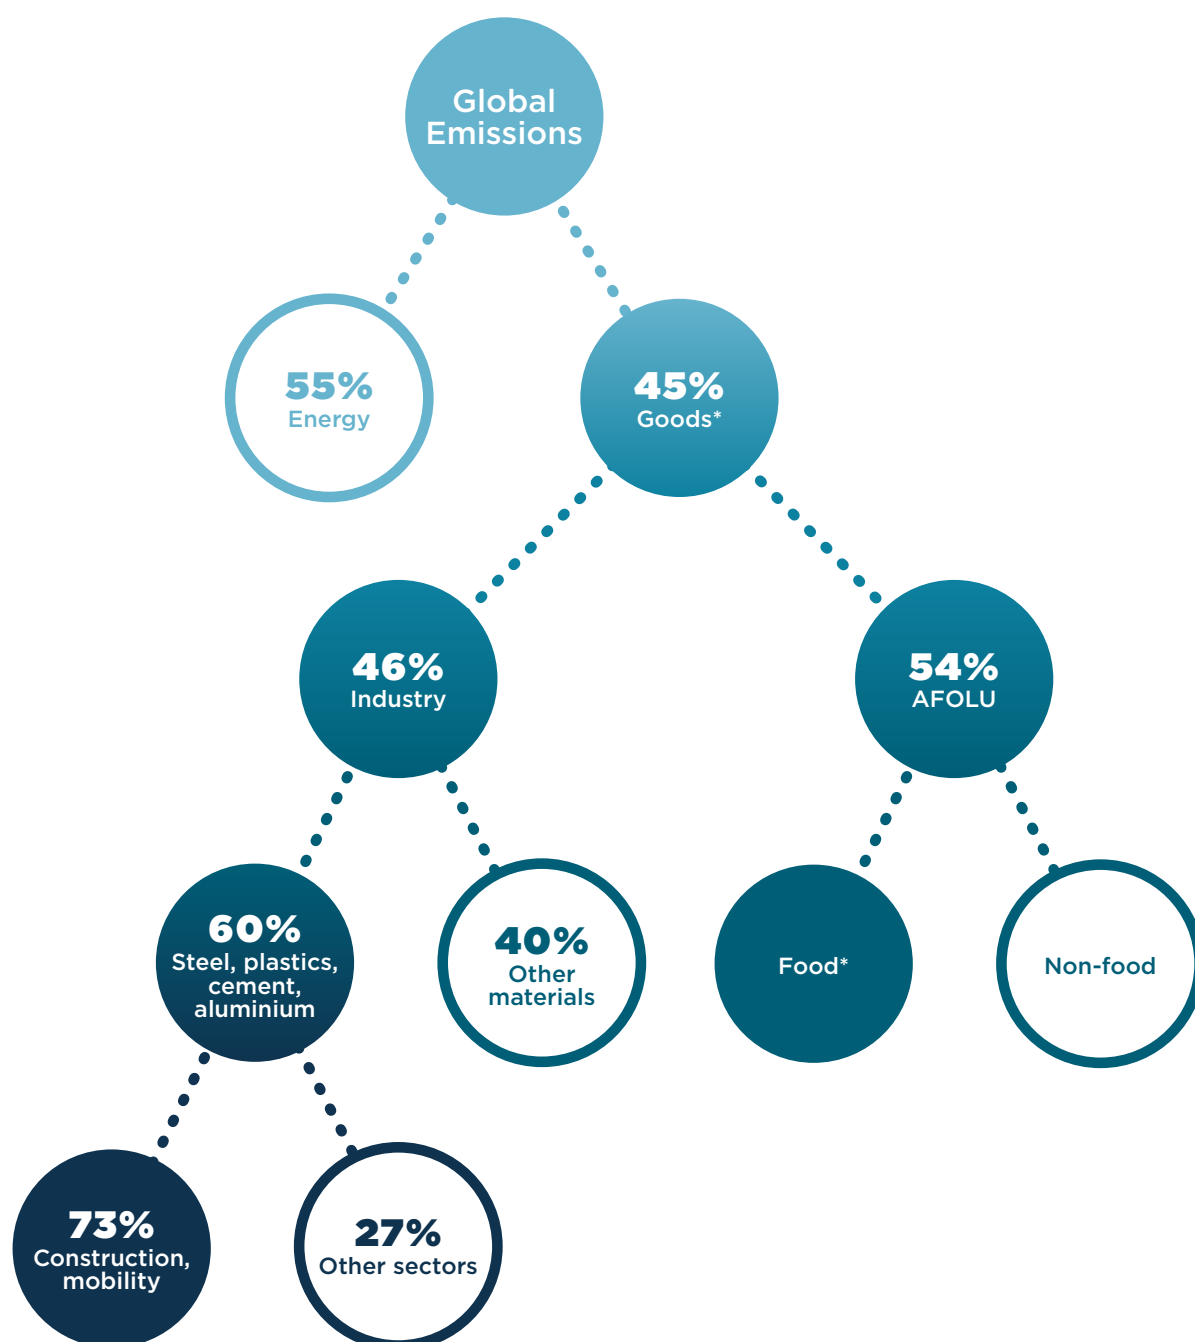 Global
Emissions
55%
Energy
45%
Goods*
46%
Industry
54%
AFOLU
60%
Steel, plastics,
cement,
aluminium
40%
Other
materials
Food*
Non-food
73%
Construction,
mobility
27%
Other sectors